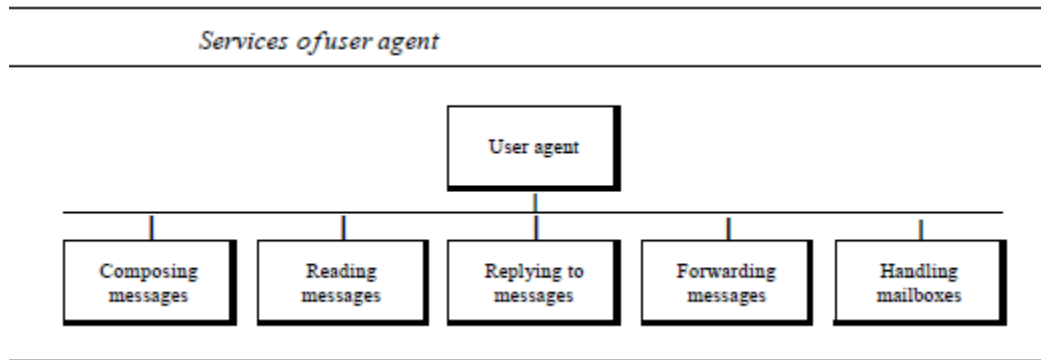 Services ofuser agent
User agent
Composing
messages
Reading
messages
Replying to
messages
Forwarding
messages
Handling
mailboxes